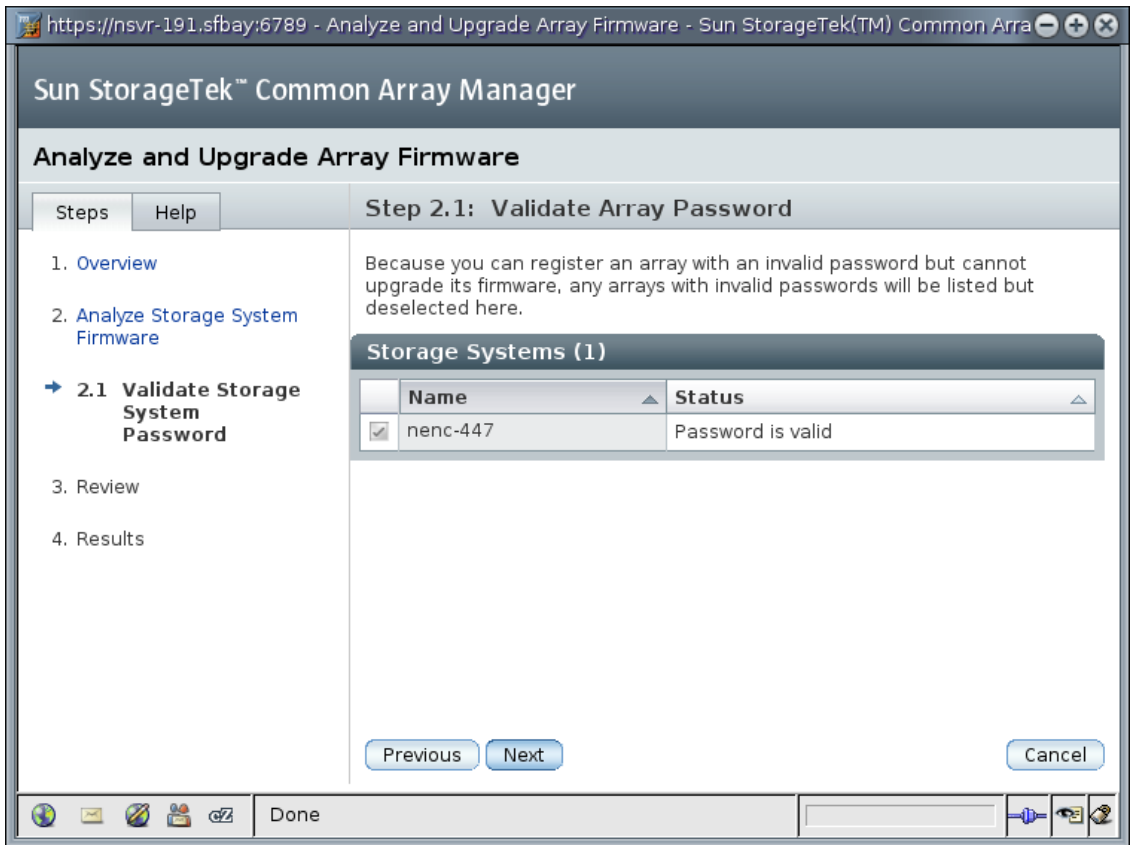 https://nsvr-191.sfbay:6789 - Analyze and Upgrade Array Firmware - Sun StorageTek(TM) Common Arra
Sun StorageTek™ Common Array Manager
Analyze and Upgrade Array Firmware
Steps
Help
1. Overview
2. Analyze Storage System
Firmware
2.1 Validate Storage
System
Password
3. Review
4. Results
Step 2.1: Validate Array Password
Because you can register an array with an invalid password but cannot
upgrade its firmware, any arrays with invalid passwords will be listed but
deselected here.
Storage Systems (1)
Name Status
nenc-447 Password is valid
Previous Next Cancel
Done